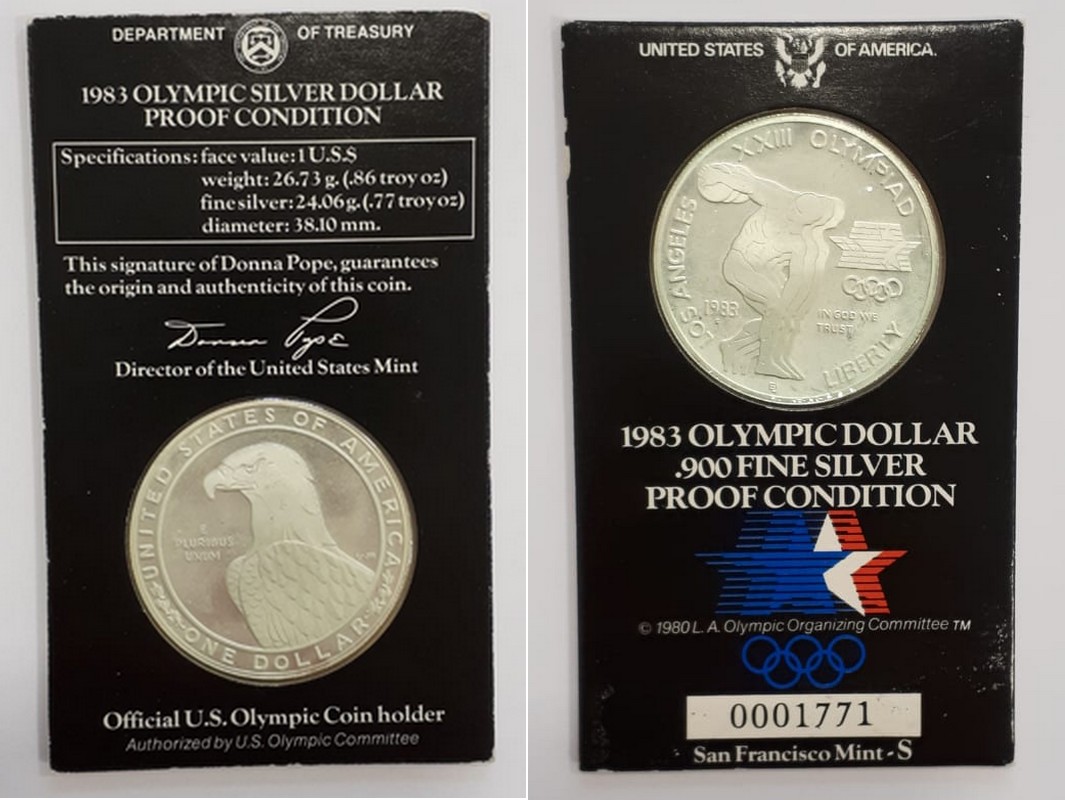 DEPARTMENT OF TREASURY
1983 OLYMPIC SILVER DOLLAR
PROOF CONDITION
Specifications: face value: 1 U.S.$
weight: 26.73 g. (.86 troy oz)
fine silver: 24.06 g. (.77 troy oz)
diameter: 38.10 mm.
This signature of Donna Pope, guarantees
the origin and authenticity of this coin.
Donna Pope
Director of the United States Mint
UNITED STATES OF AMERICA
E
PLURIBUS
UNUM
ONE DOLLAR
Official U.S. Olympic Coin holder
Authorized by U.S. Olympic Committee
UNITED STATES OF AMERICA.
LOS ANGELES XXIII OLYMPIAD
1983
S
IN GOD WE
TRUST
LIBERTY
1983 OLYMPIC DOLLAR
.900 FINE SILVER
PROOF CONDITION
© 1980 L.A. Olympic Organizing Committee TM
0001771
San Francisco Mint - S